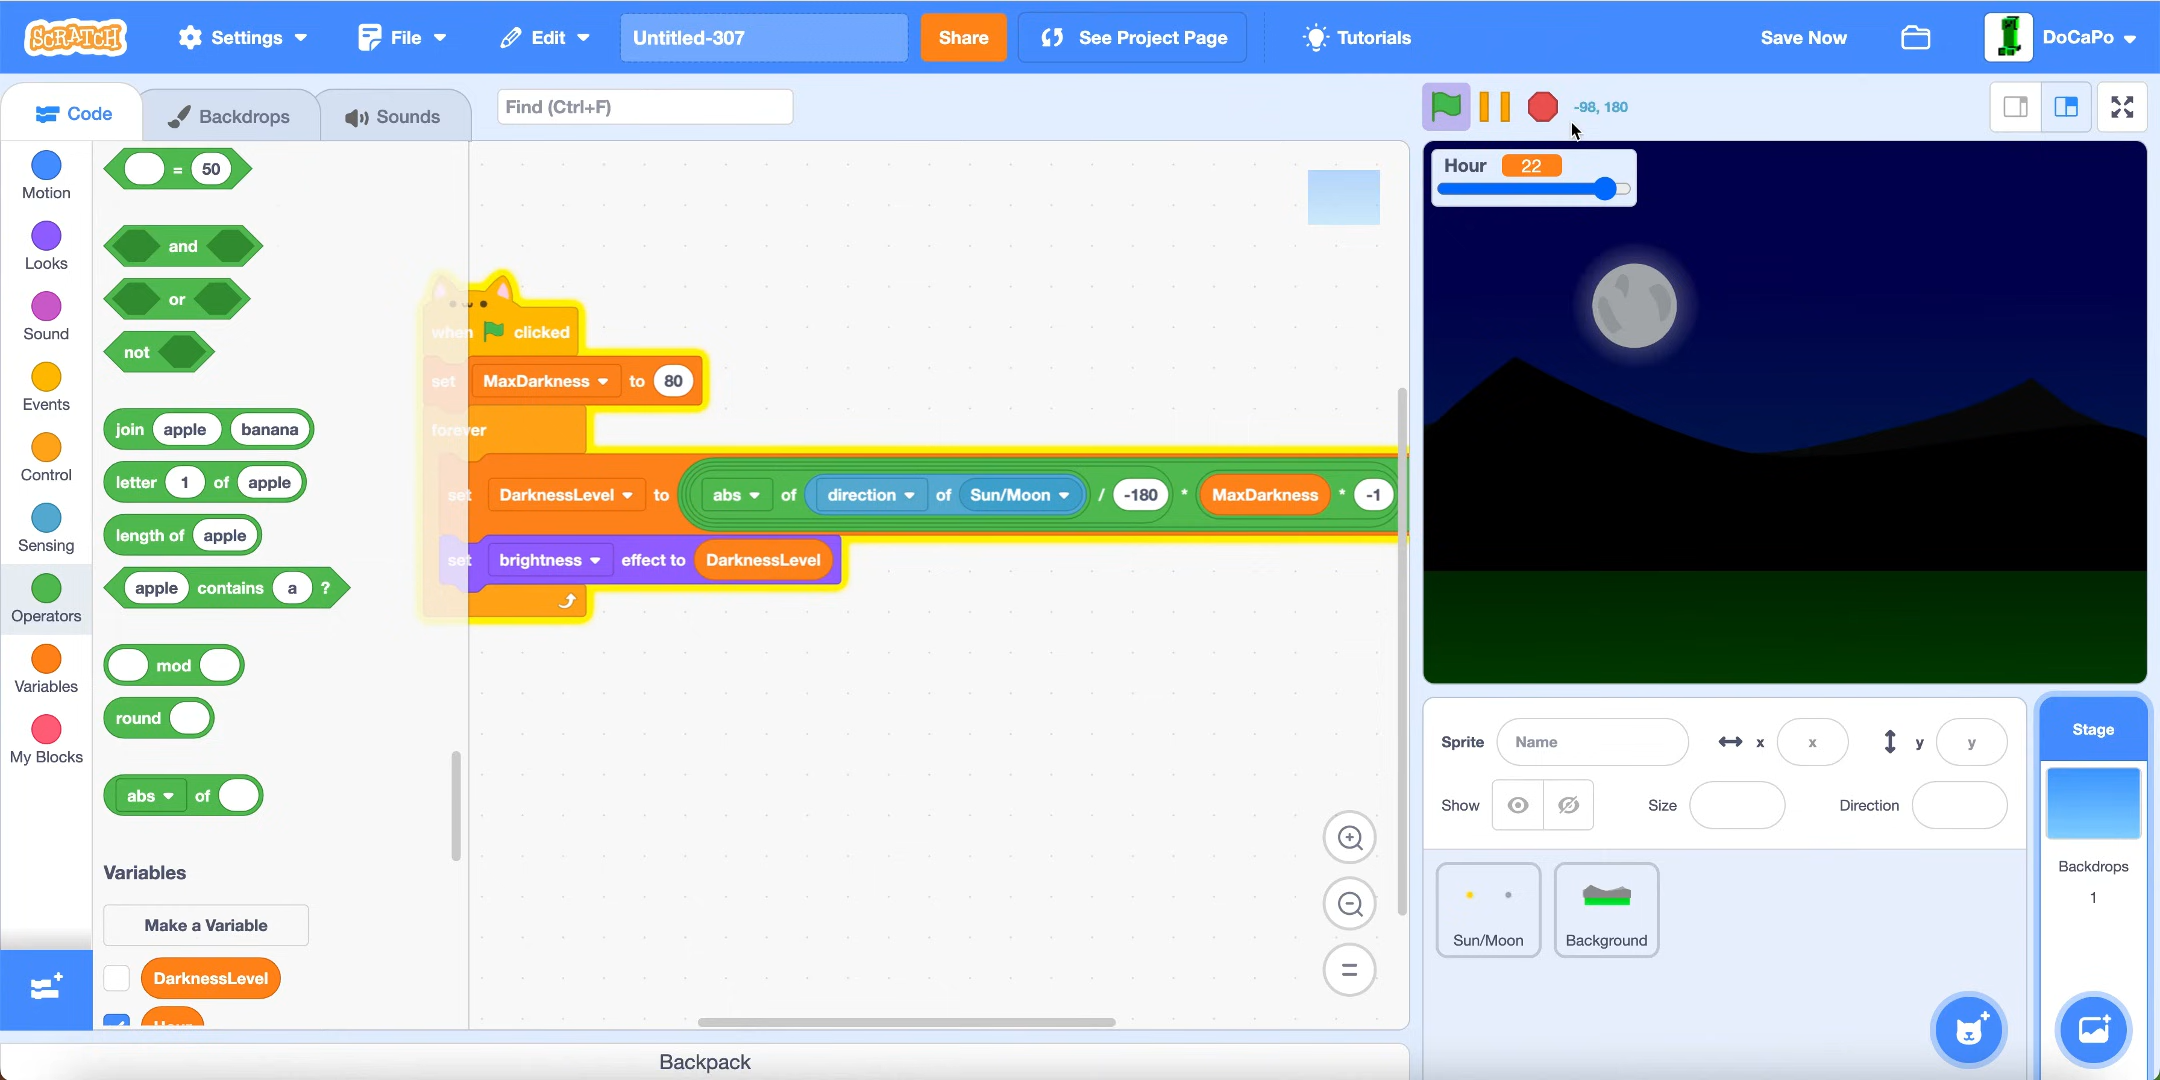 SCRATCH Settings File Edit Untitled-307 Share See Project Page Tutorials Save Now DoCaPo
Code Backdrops Sounds Find (Ctrl+F) -98, 180
Motion
Looks
Sound
Events
Control
Sensing
Operators
Variables
My Blocks
= 50
and
or
not
join apple banana
letter 1 of apple
length of apple
apple contains a ?
mod
round
abs of
Variables
Make a Variable
DarknessLevel
Hour
when clicked
set MaxDarkness to 80
forever
set DarknessLevel to abs of direction of Sun/Moon / -180 * MaxDarkness * -1
set brightness effect to DarknessLevel
=
Backpack
Hour 22
Sprite Name x x y y
Show Size Direction
Sun/Moon
Background
Stage
Backdrops
1